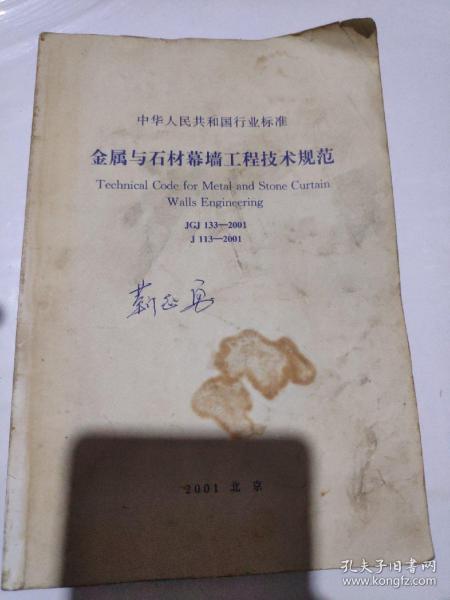 中华人民共和国行业标准
金属与石材幕墙工程技术规范
Technical Code for Metal and Stone Curtain
Walls Engineering
JGJ 133—2001
J 113—2001
2001 北 京
孔夫子旧书网
www.kongfz.com